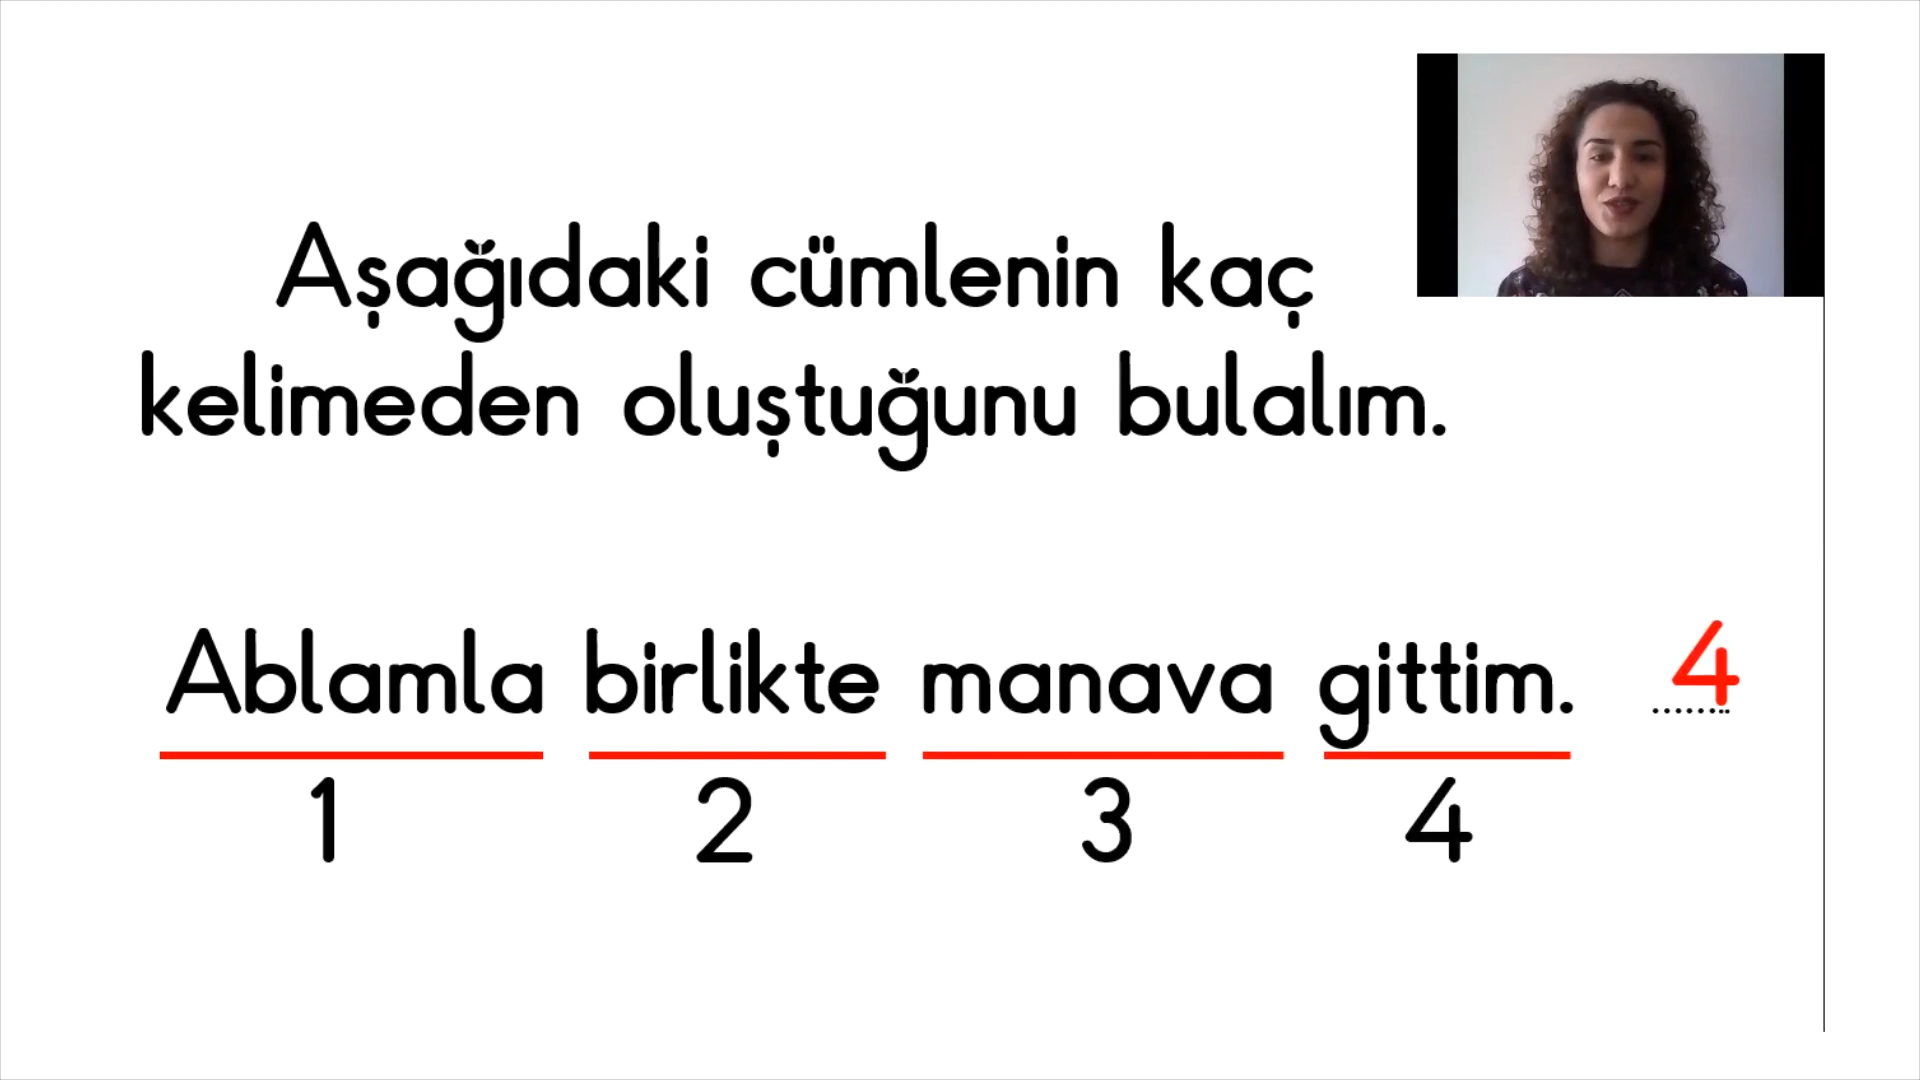 Aşağıdaki cümlenin kaç
kelimeden oluştuğunu bulalım.
Ablamla birlikte manava gittim. 4
1 2 3 4